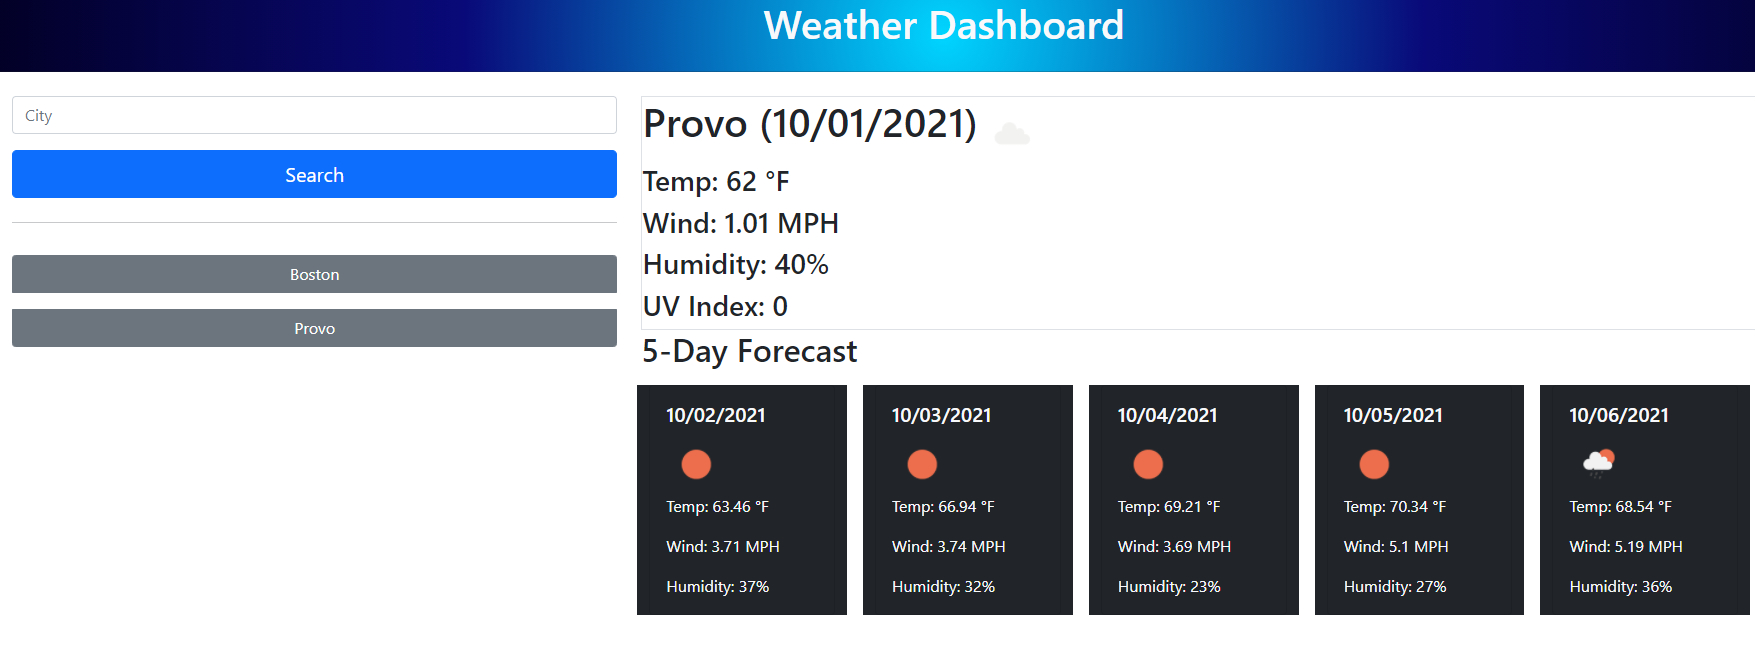 Weather Dashboard
City
Search
Boston
Provo
Provo (10/01/2021)
Temp: 62 °F
Wind: 1.01 MPH
Humidity: 40%
UV Index: 0
5-Day Forecast
10/02/2021
Temp: 63.46 °F
Wind: 3.71 MPH
Humidity: 37%
10/03/2021
Temp: 66.94 °F
Wind: 3.74 MPH
Humidity: 32%
10/04/2021
Temp: 69.21 °F
Wind: 3.69 MPH
Humidity: 23%
10/05/2021
Temp: 70.34 °F
Wind: 5.1 MPH
Humidity: 27%
10/06/2021
Temp: 68.54 °F
Wind: 5.19 MPH
Humidity: 36%